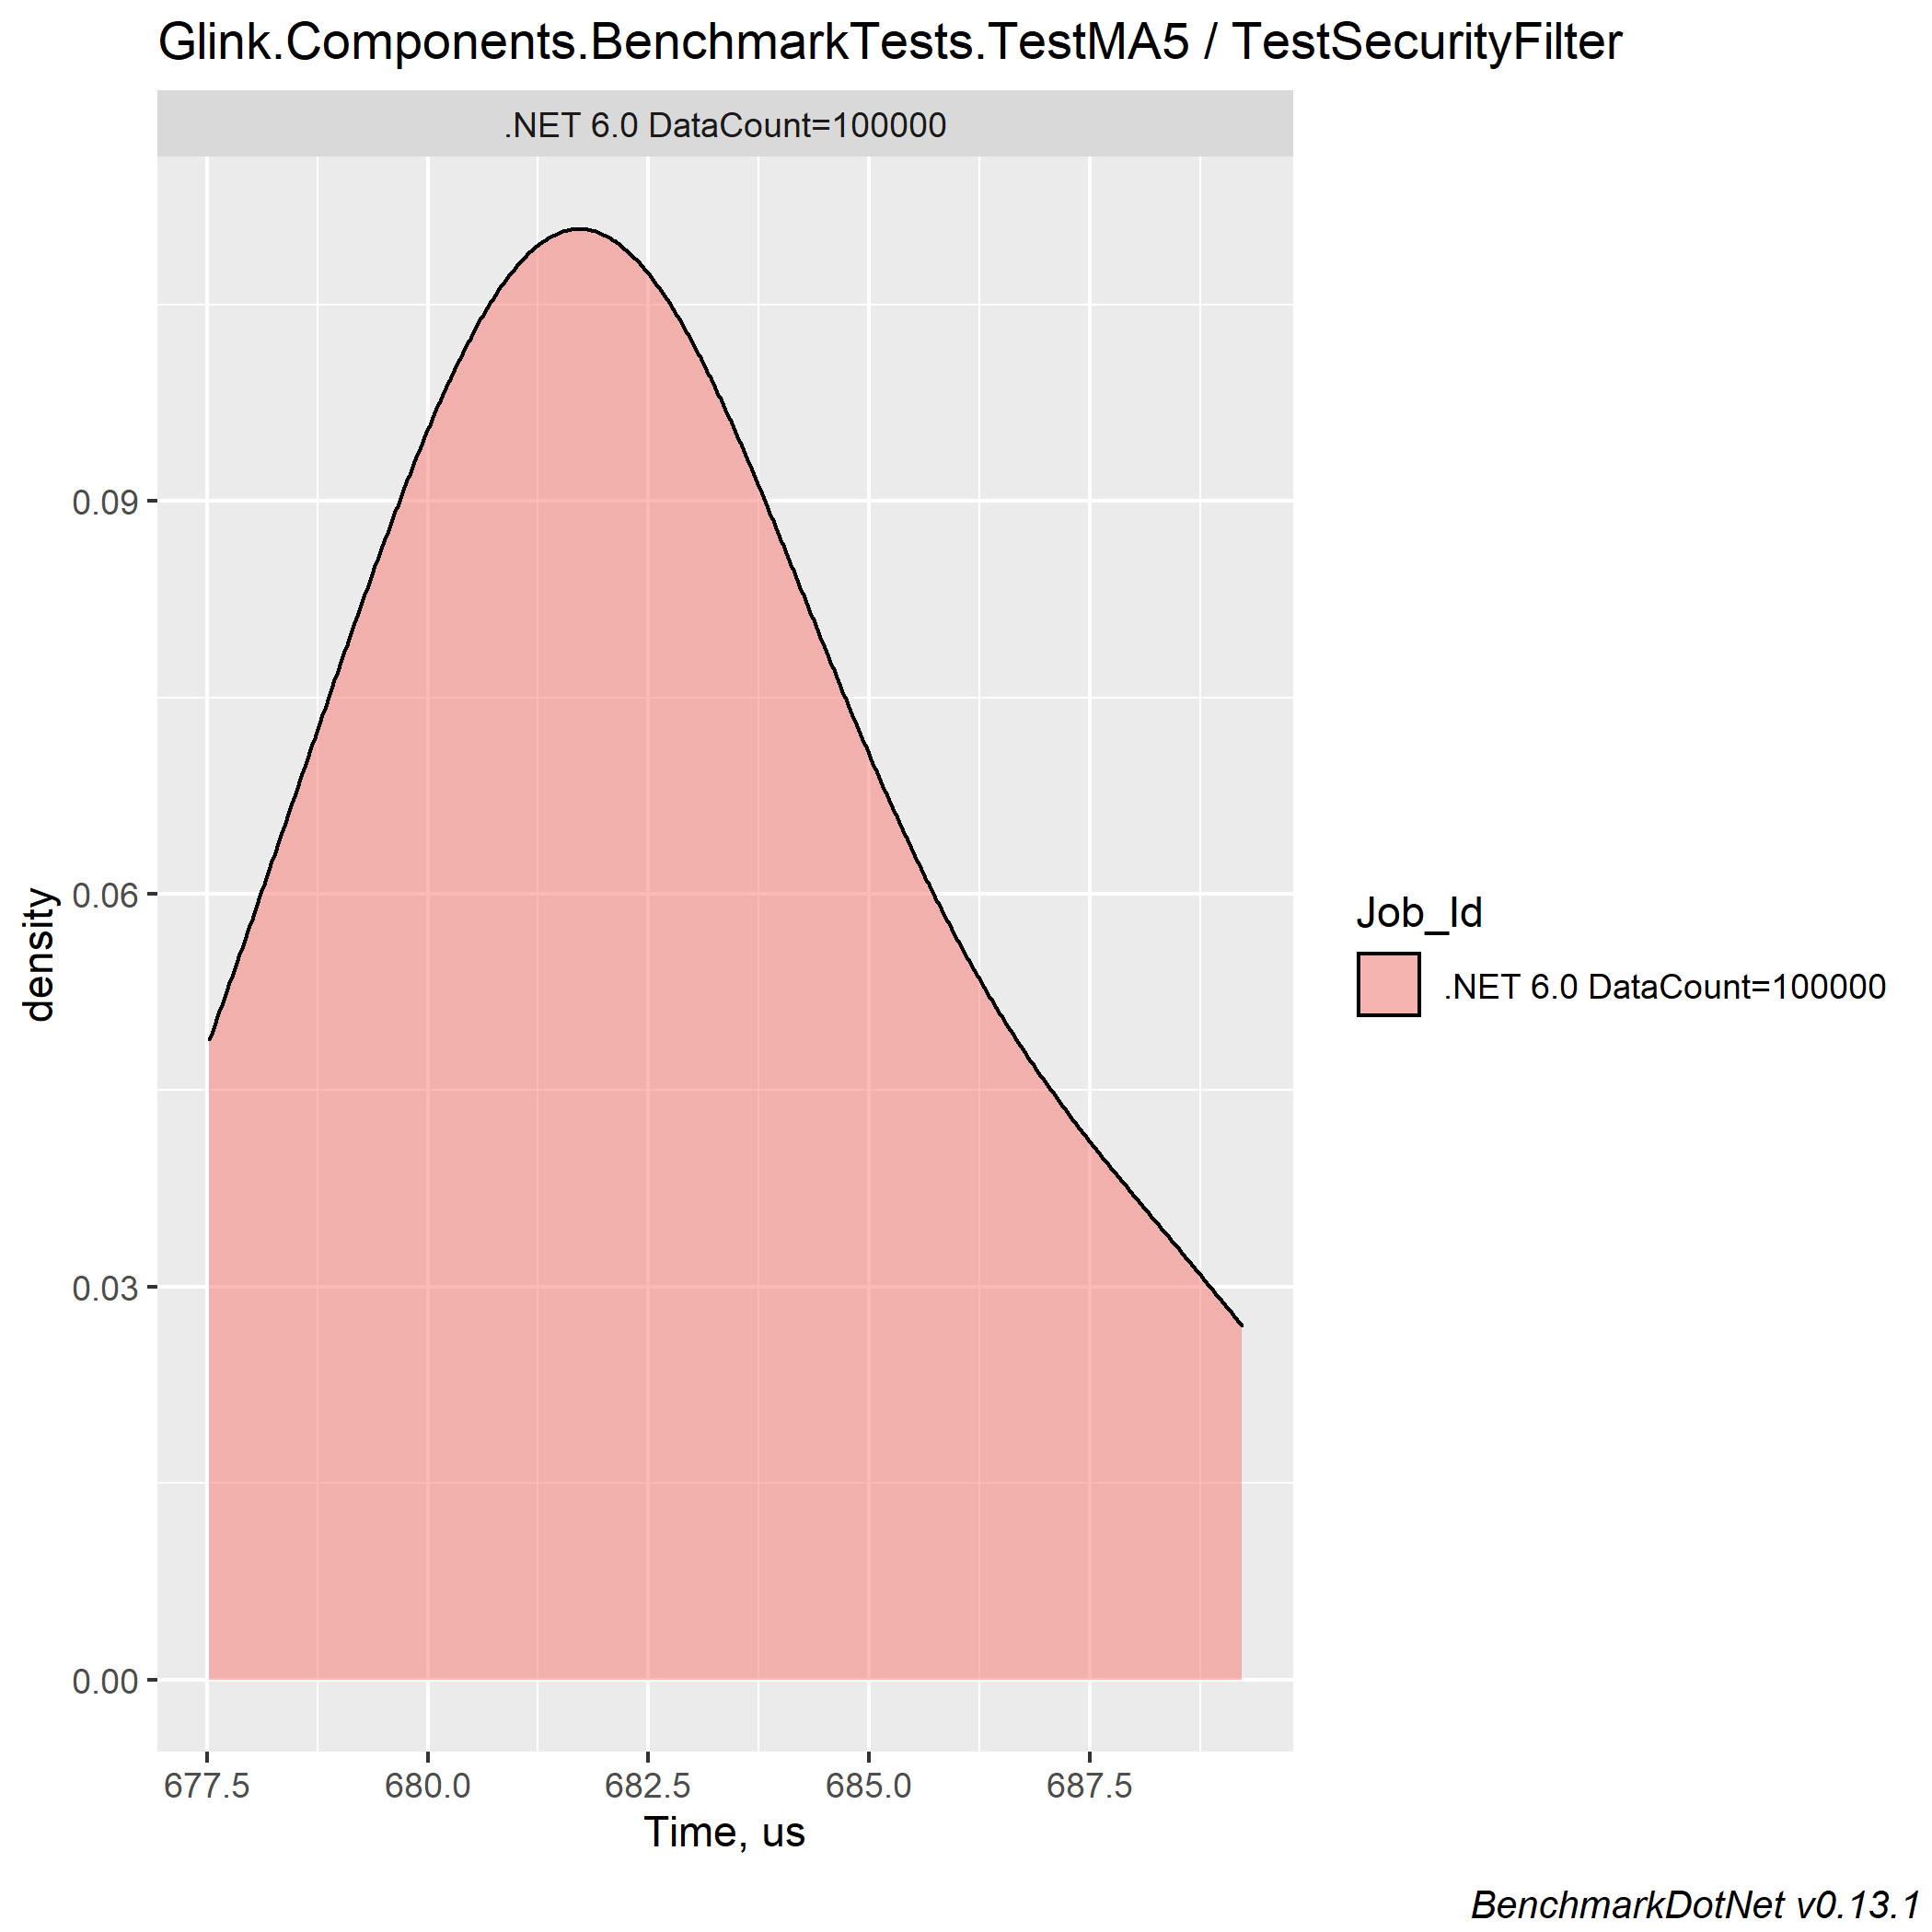 Glink.Components.BenchmarkTests.TestMA5 / TestSecurityFilter
.NET 6.0 DataCount=100000
density
0.09
0.06
0.03
0.00
677.5 680.0 682.5 685.0 687.5
Time, us
Job_Id
.NET 6.0 DataCount=100000
BenchmarkDotNet v0.13.1